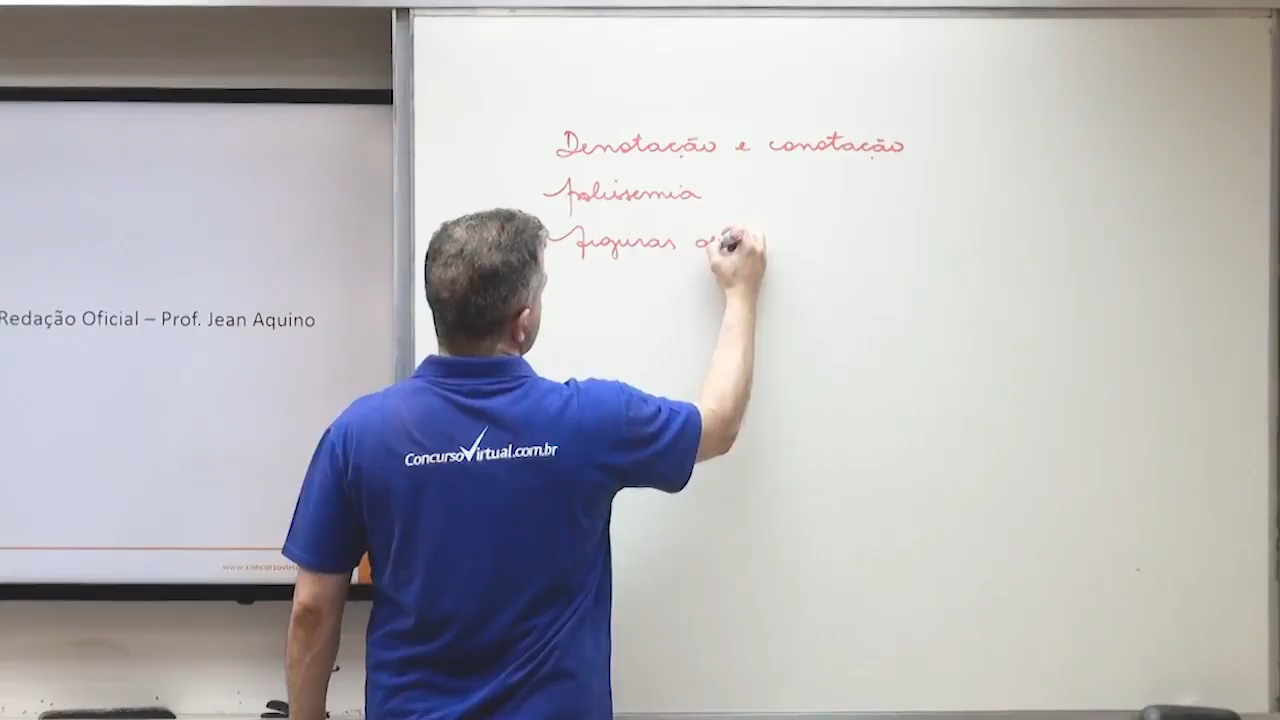 Denotação e conotação
polissemia
figuras
Redação Oficial – Prof. Jean Aquino
ConcursoVirtual.com.br